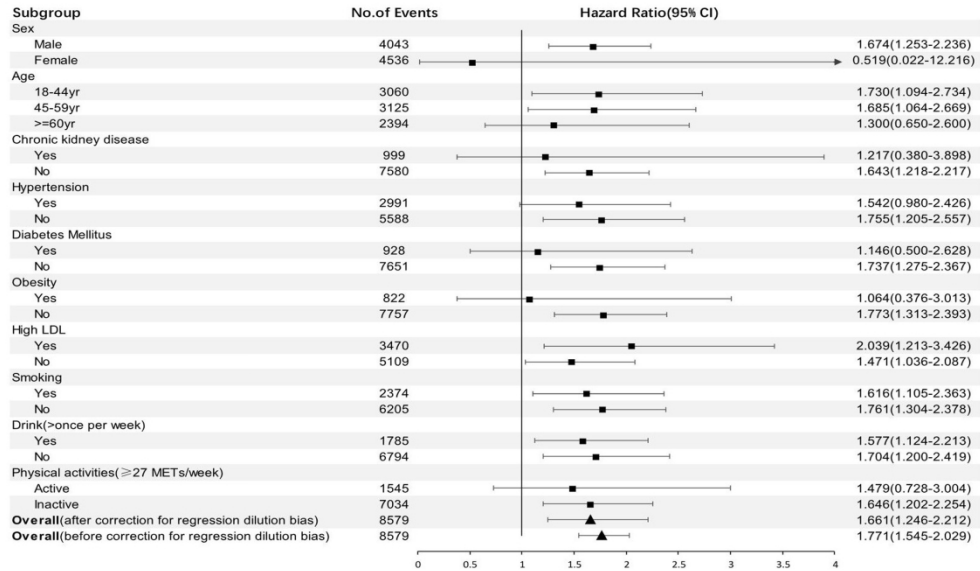 Subgroup No.of Events Hazard Ratio(95% CI)
Sex
Male 4043 1.674(1.253-2.236)
Female 4536 0.519(0.022-12.216)
Age
18-44yr 3060 1.730(1.094-2.734)
45-59yr 3125 1.685(1.064-2.669)
>=60yr 2394 1.300(0.650-2.600)
Chronic kidney disease
Yes 999 1.217(0.380-3.898)
No 7580 1.643(1.218-2.217)
Hypertension
Yes 2991 1.542(0.980-2.426)
No 5588 1.755(1.205-2.557)
Diabetes Mellitus
Yes 928 1.146(0.500-2.628)
No 7651 1.737(1.275-2.367)
Obesity
Yes 822 1.064(0.376-3.013)
No 7757 1.773(1.313-2.393)
High LDL
Yes 3470 2.039(1.213-3.426)
No 5109 1.471(1.036-2.087)
Smoking
Yes 2374 1.616(1.105-2.363)
No 6205 1.761(1.304-2.378)
Drink(>once per week)
Yes 1785 1.577(1.124-2.213)
No 6794 1.704(1.200-2.419)
Physical activities(≥27 METs/week)
Active 1545 1.479(0.728-3.004)
Inactive 7034 1.646(1.202-2.254)
Overall(after correction for regression dilution bias) 8579 1.661(1.246-2.212)
Overall(before correction for regression dilution bias) 8579 1.771(1.545-2.029)
0 0.5 1 1.5 2 2.5 3 3.5 4